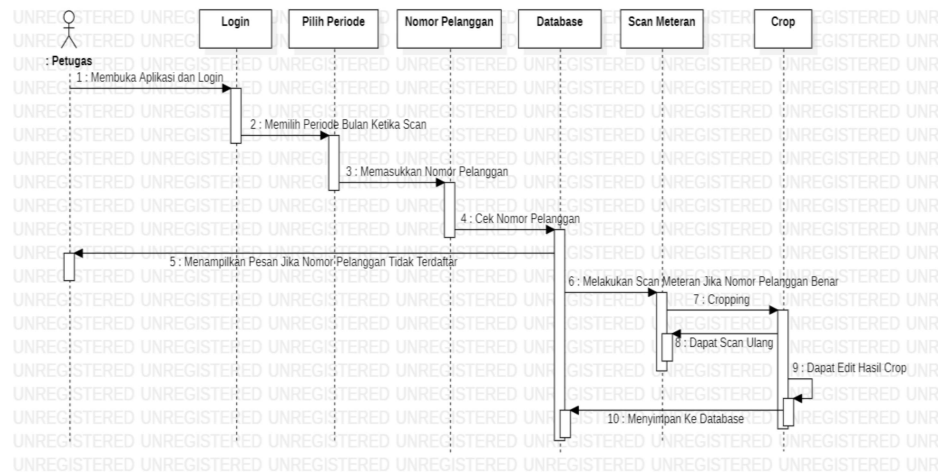 Login
Pilih Periode
Nomor Pelanggan
Database
Scan Meteran
Crop
: Petugas
1 : Membuka Aplikasi dan Login
2 : Memilih Periode Bulan Ketika Scan
3 : Memasukkan Nomor Pelanggan
4 : Cek Nomor Pelanggan
5 : Menampilkan Pesan Jika Nomor Pelanggan Tidak Terdaftar
6 : Melakukan Scan Meteran Jika Nomor Pelanggan Benar
7 : Cropping
8 : Dapat Scan Ulang
9 : Dapat Edit Hasil Crop
10 : Menyimpan Ke Database